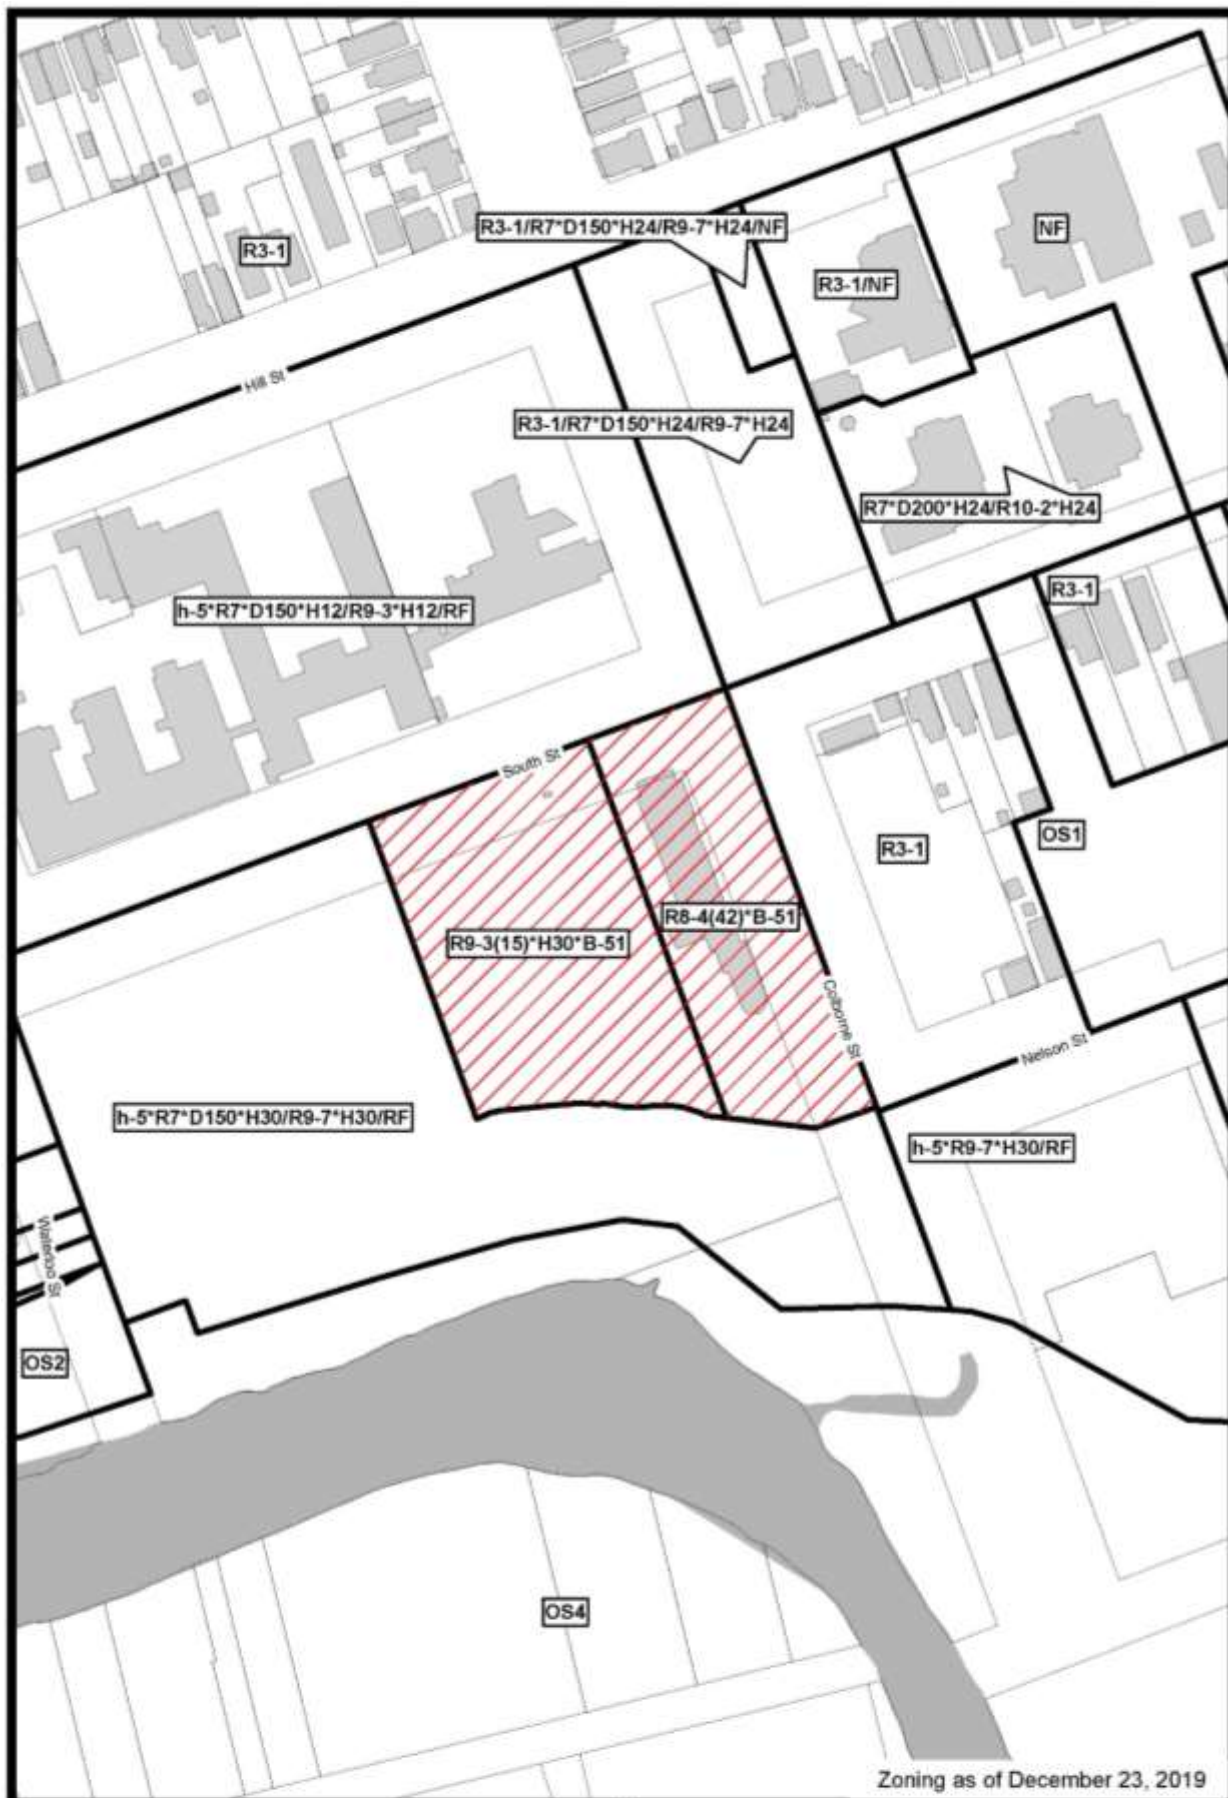 R3-1/R7*D150*H24/R9-7*H24/NF
NF
R3-1
R3-1/NF
Hill St
R3-1/R7*D150*H24/R9-7*H24
R7*D200*H24/R10-2*H24
R3-1
h-5*R7*D150*H12/R9-3*H12/RF
South St
OS1
R3-1
R8-4(42)*B-51
R9-3(15)*H30*B-51
Colborne St
Nelson St
h-5*R7*D150*H30/R9-7*H30/RF
h-5*R9-7*H30/RF
Waterloo St
OS2
OS4
Zoning as of December 23, 2019